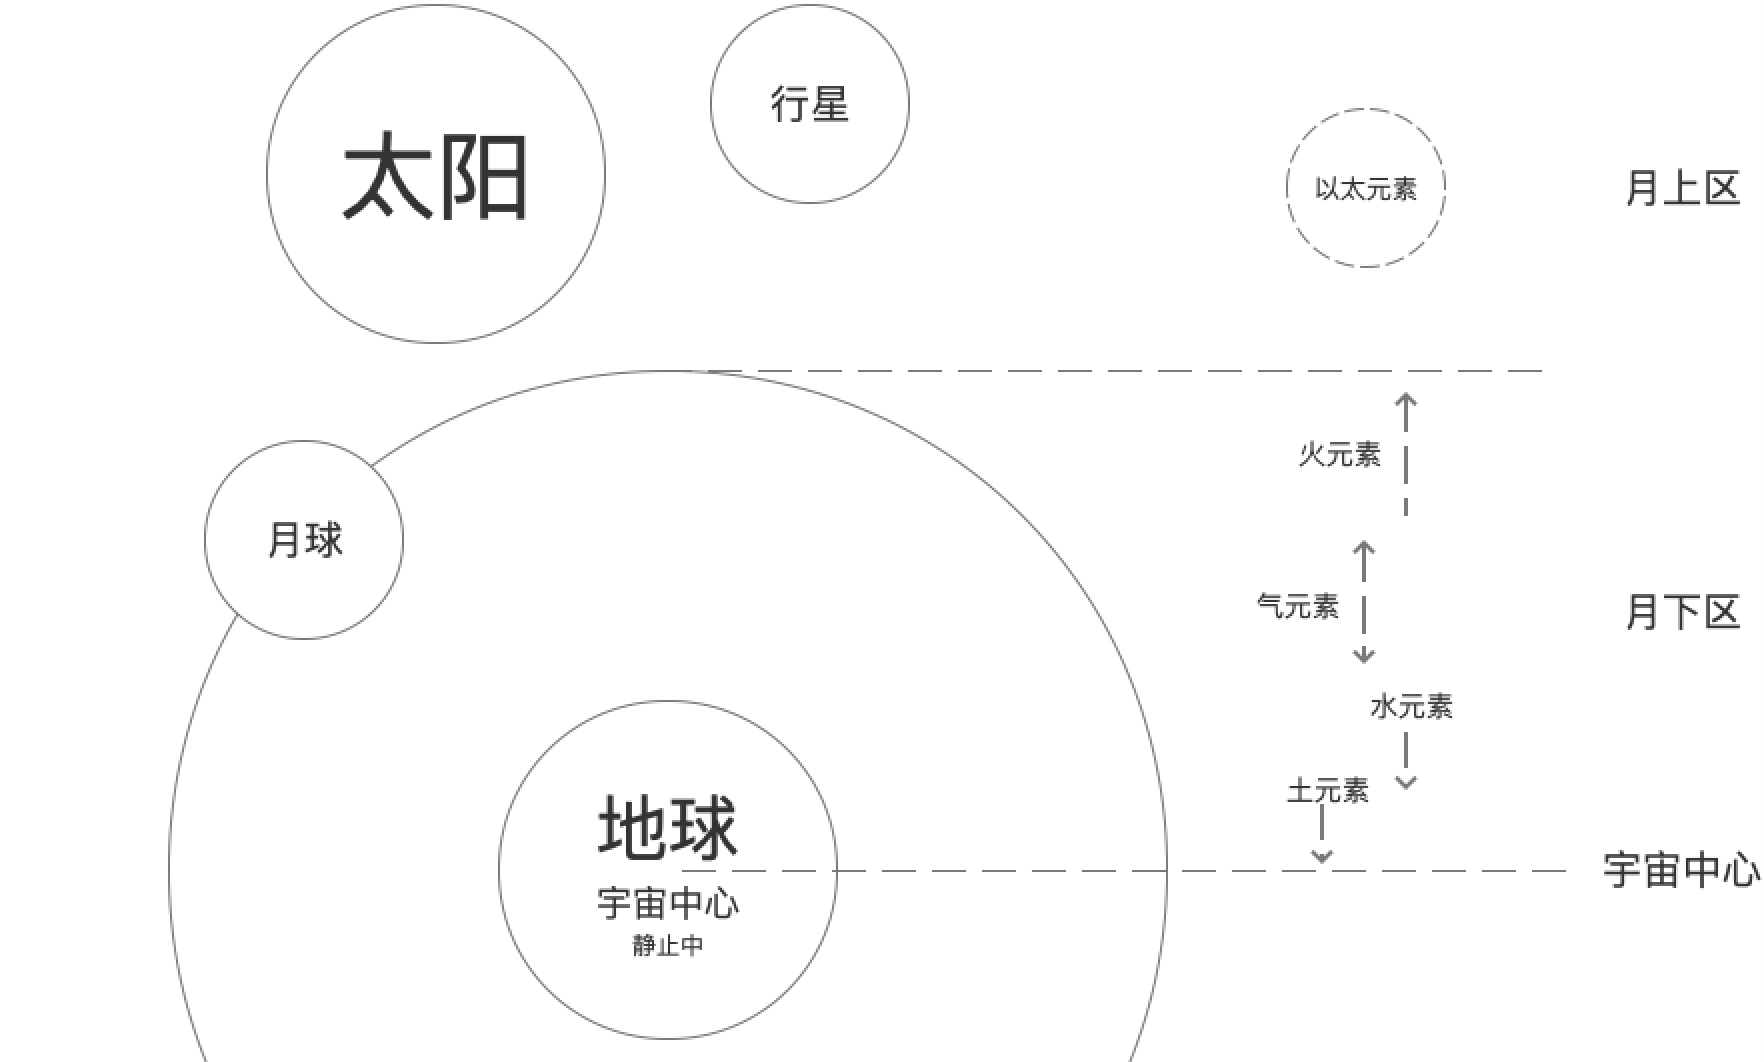 太阳
行星
以太元素
月上区
火元素
月球
气元素
月下区
水元素
土元素
地球
宇宙中心
宇宙中心
静止中